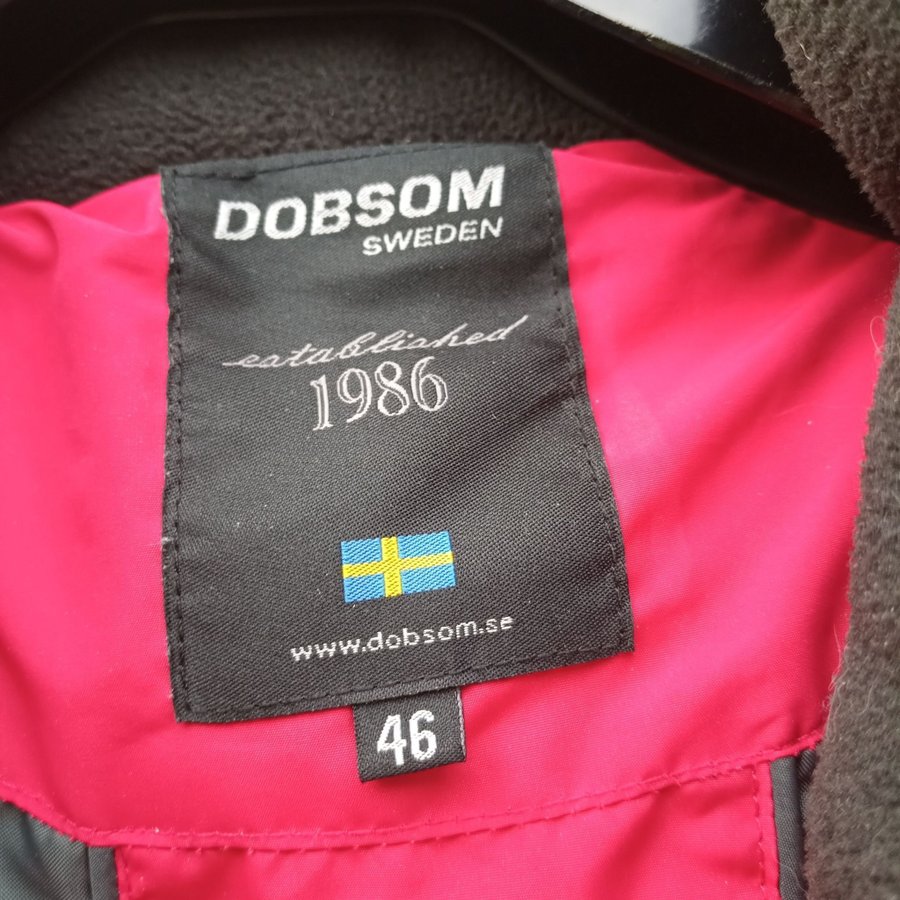 DOBSOM
SWEDEN
established
1986
www.dobsom.se
46